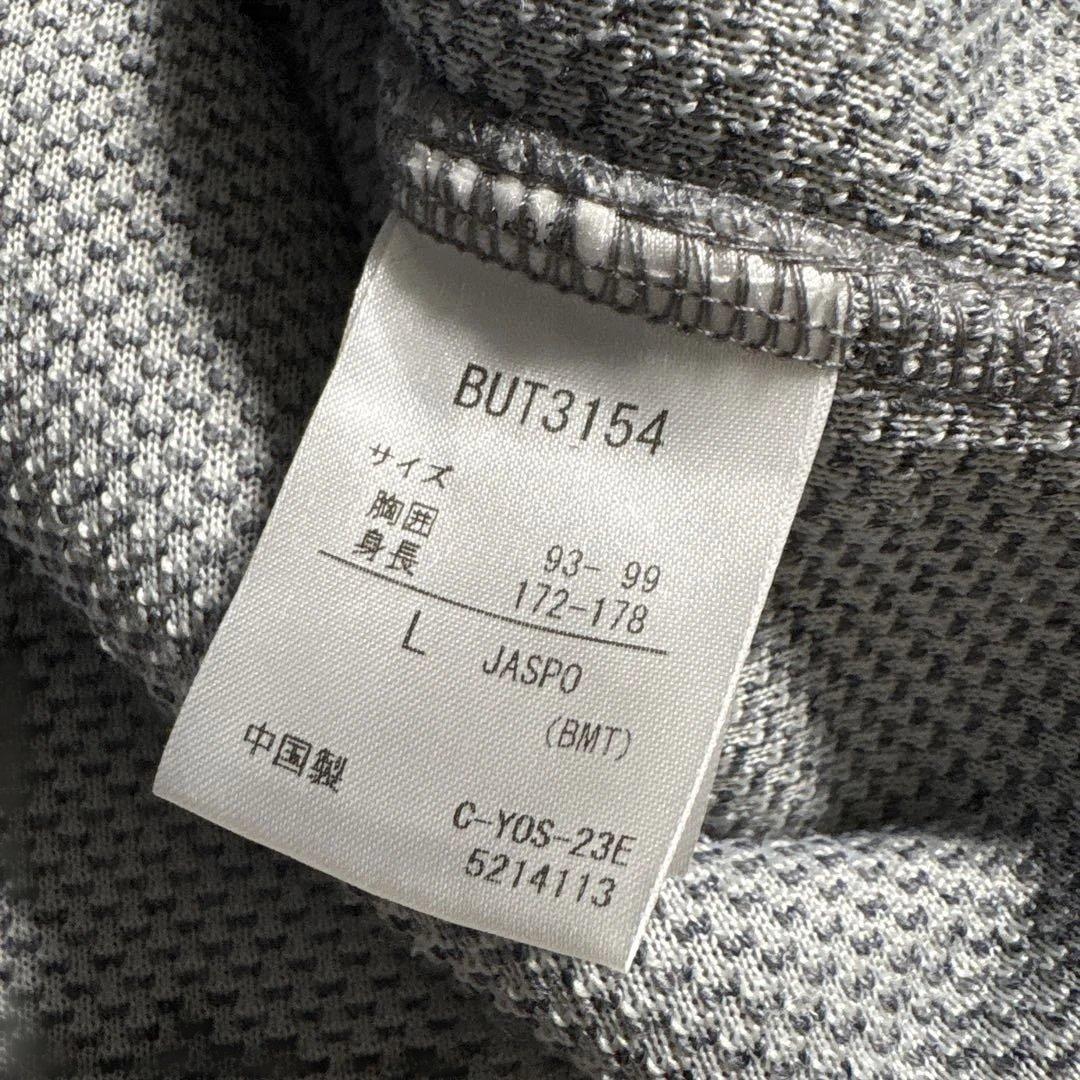 BUT3154
サイズ
胸囲 93- 99
身長 172-178
L JASPO
(BMT)
中国製
C-YOS-23E
5214113